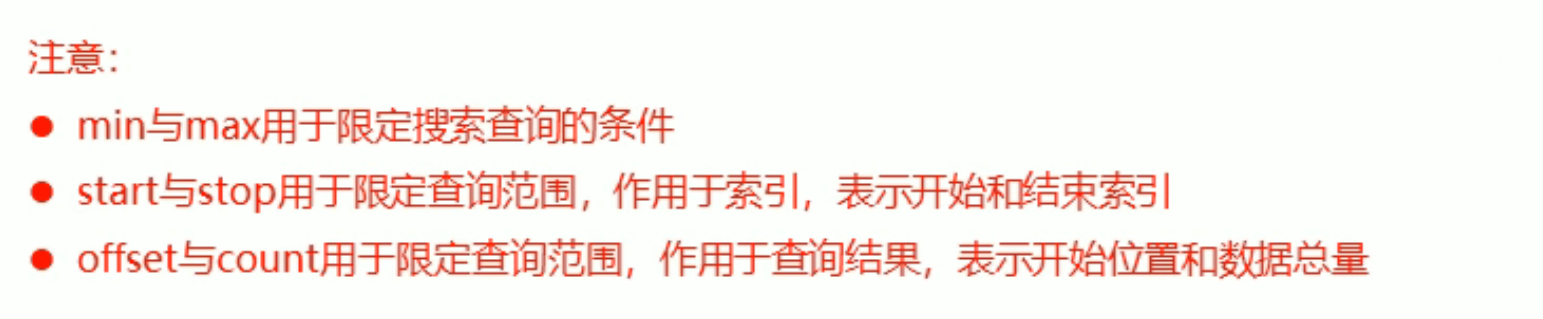 注意：
● min与max用于限定搜索查询的条件
● start与stop用于限定查询范围，作用于索引，表示开始和结束索引
● offset与count用于限定查询范围，作用于查询结果，表示开始位置和数据总量